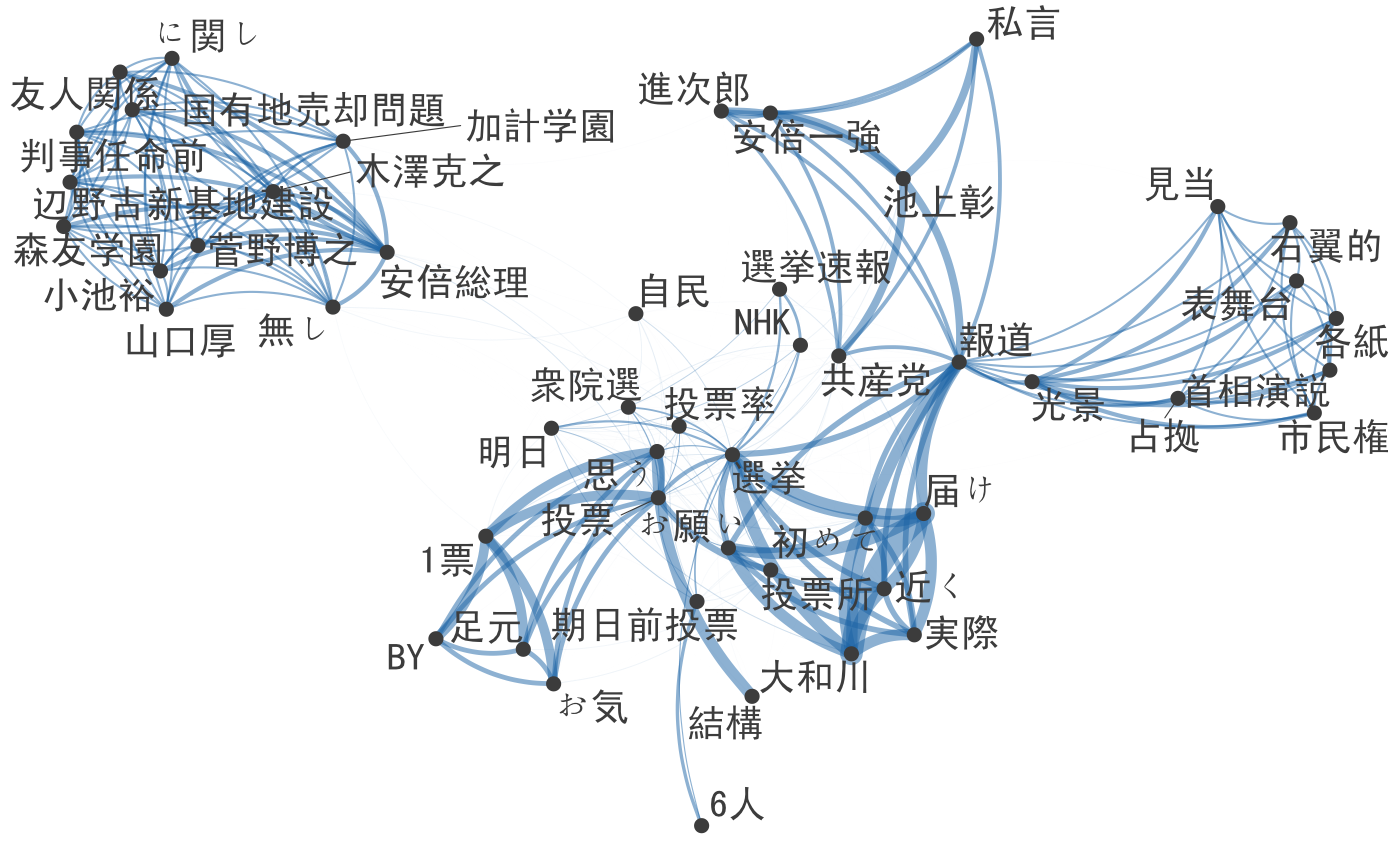 に関し
私言
友人関係
進次郎
国有地売却問題
加計学園
安倍一強
判事任命前
木澤克之
見当
辺野古新基地建設
池上彰
森友学園
菅野博之
右翼的
安倍総理
選挙速報
小池裕
自民
表舞台
NHK
無し
山口厚
報道
各紙
共産党
衆院選
投票率
光景
首相演説
占拠
市民権
明日
思う
選挙
届け
投票
お願い
初めて
1票
投票所
近く
足元
期日前投票
実際
BY
大和川
お気
結構
6人